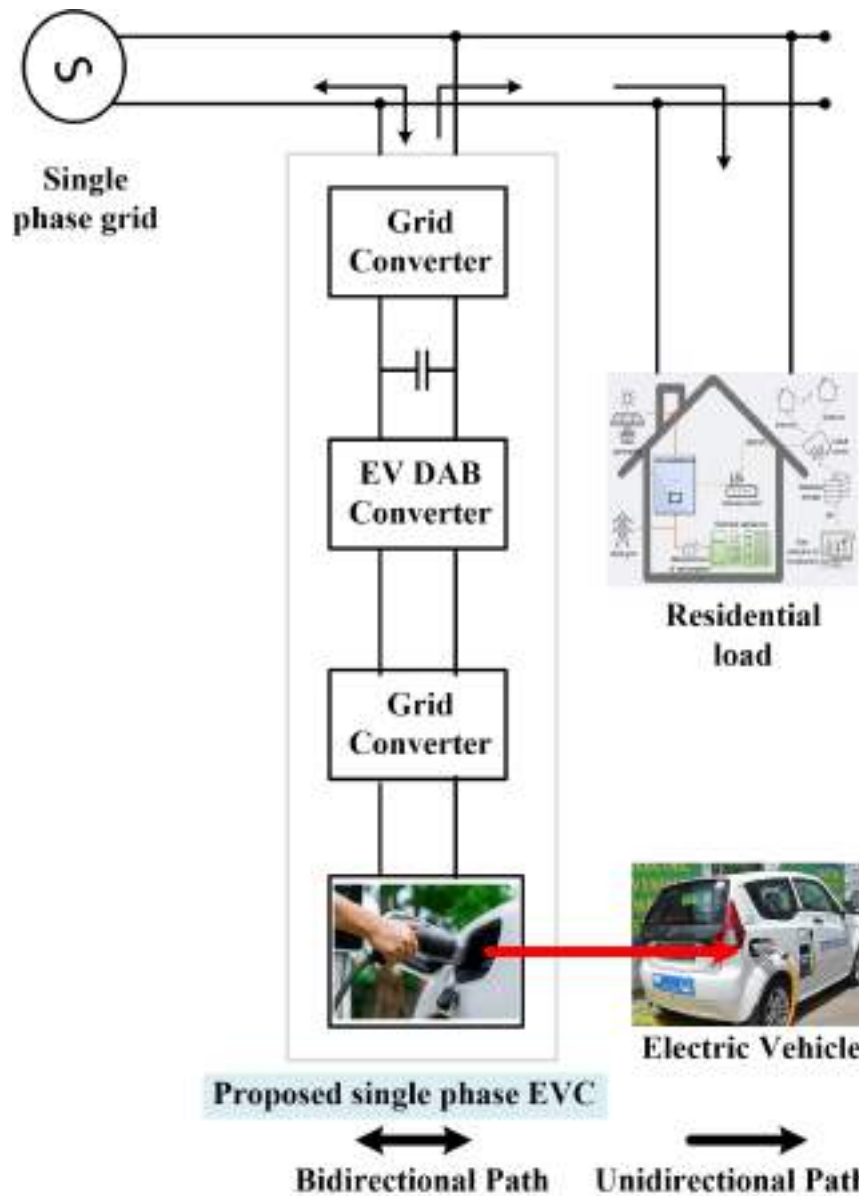 Single
phase grid
Grid
Converter
EV DAB
Converter
Grid
Converter
Residential
load
Electric Vehicle
Proposed single phase EVC
Bidirectional Path
Unidirectional Path